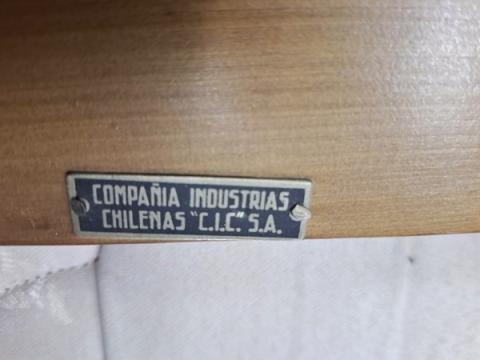 COMPAÑIA INDUSTRIAS
CHILENAS "C.I.C." S.A.